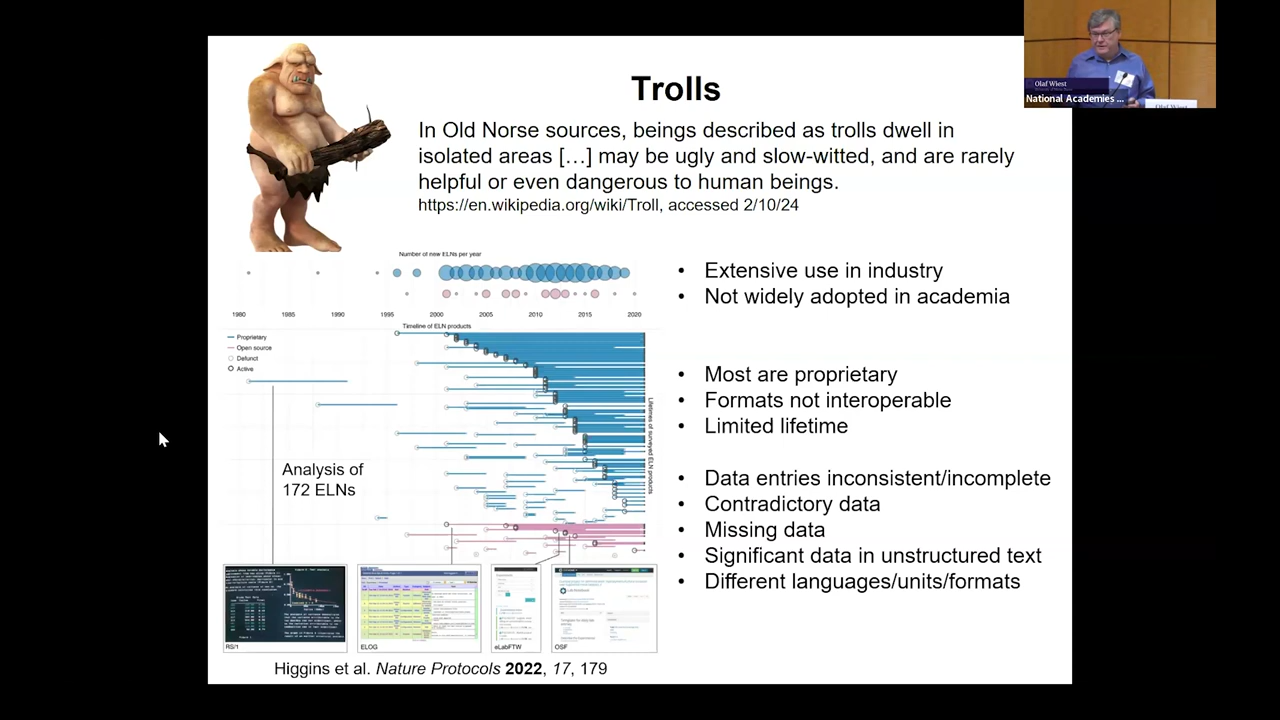 Trolls
In Old Norse sources, beings described as trolls dwell in
isolated areas […] may be ugly and slow-witted, and are rarely
helpful or even dangerous to human beings.
https://en.wikipedia.org/wiki/Troll, accessed 2/10/24
Olaf Wiest
National Academies ...
Olaf Wiest
Number of new ELNs per year
1980 1985 1990 1995 2000 2005 2010 2015 2020
Timeline of ELN products
Proprietary
Open source
Defunct
Active
Lifetimes of surveyed ELN products
Analysis of
172 ELNs
RS/1
ELOG
eLabFTW
OSF
Higgins et al. Nature Protocols 2022, 17, 179
• Extensive use in industry
• Not widely adopted in academia
• Most are proprietary
• Formats not interoperable
• Limited lifetime
• Data entries inconsistent/incomplete
• Contradictory data
• Missing data
• Significant data in unstructured text
• Different languages/units/formats